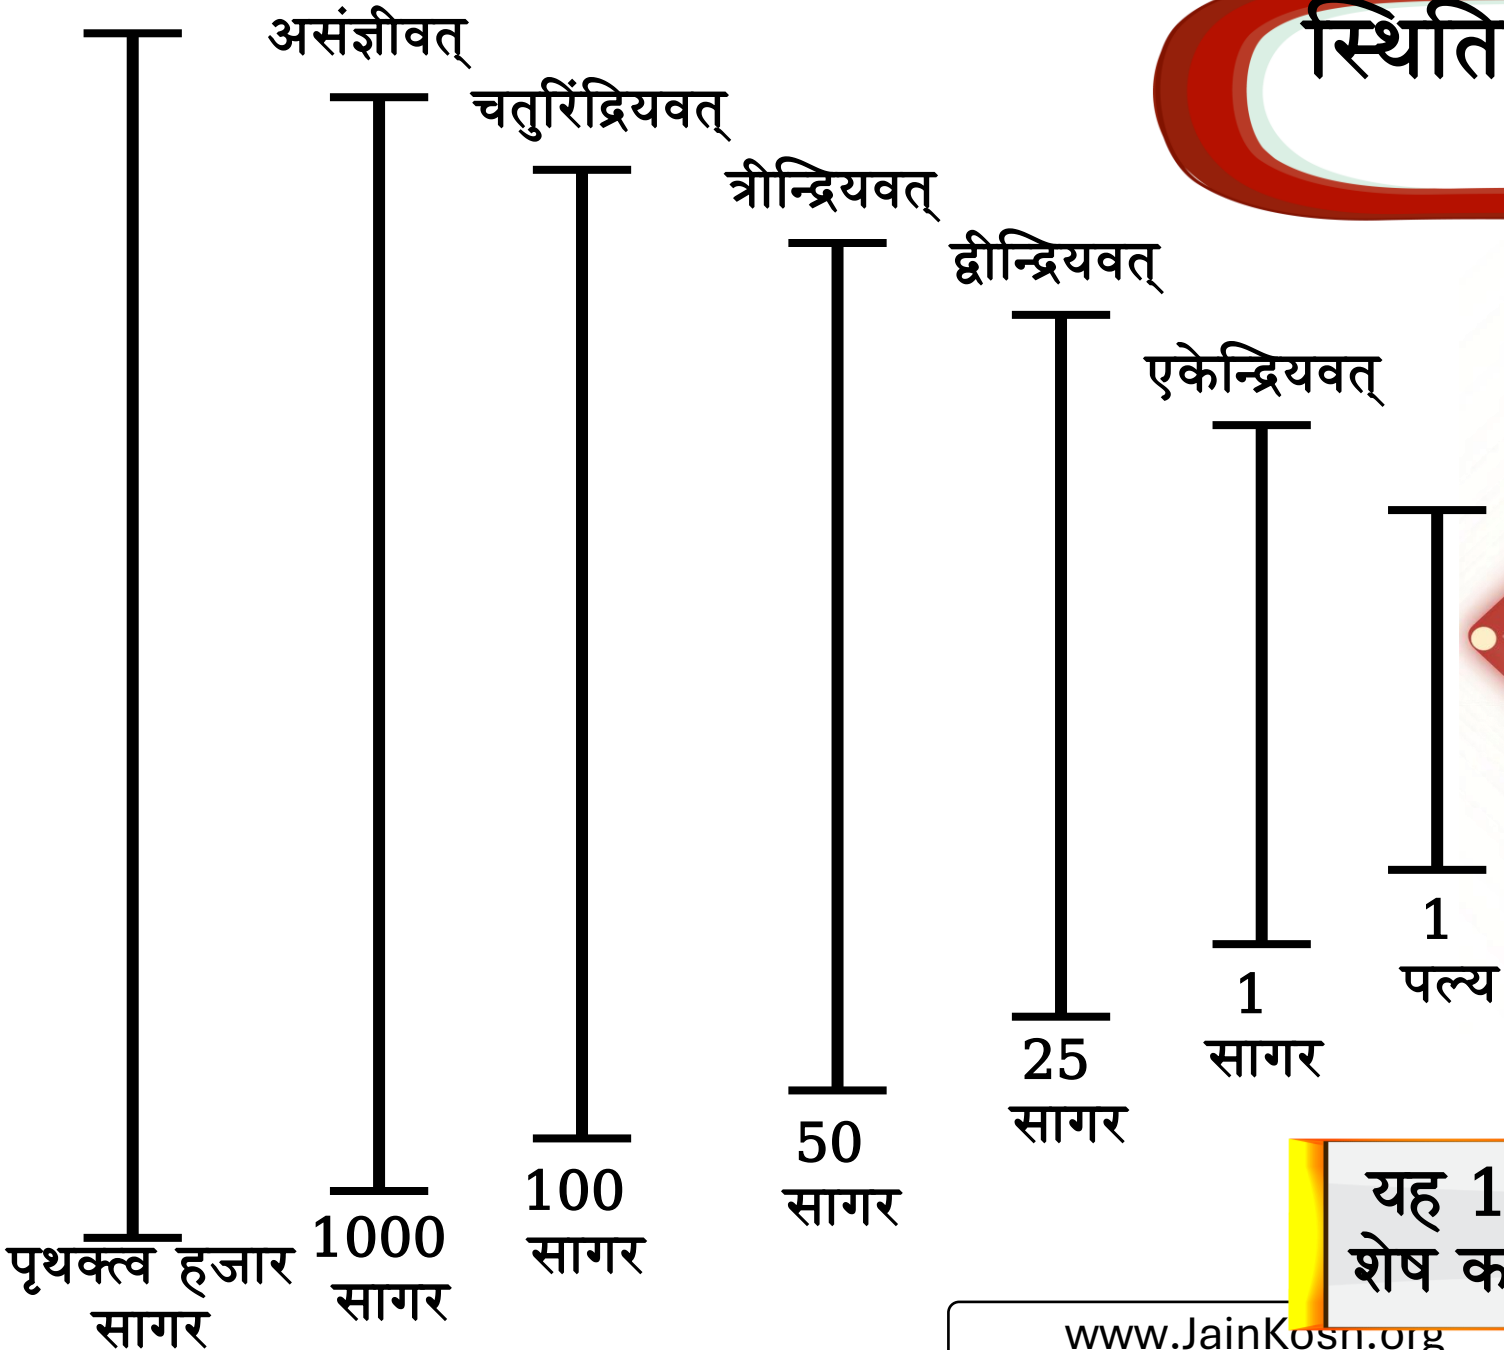 स्थिति
असंज्ञीवत्
चतुरिंद्रियवत्
त्रीन्द्रियवत्
द्वीन्द्रियवत्
एकेन्द्रियवत्
पृथक्त्व हजार
सागर
1000
सागर
100
सागर
50
सागर
25
सागर
1
सागर
1
पल्य
यह 1
शेष
www.JainKosh.org